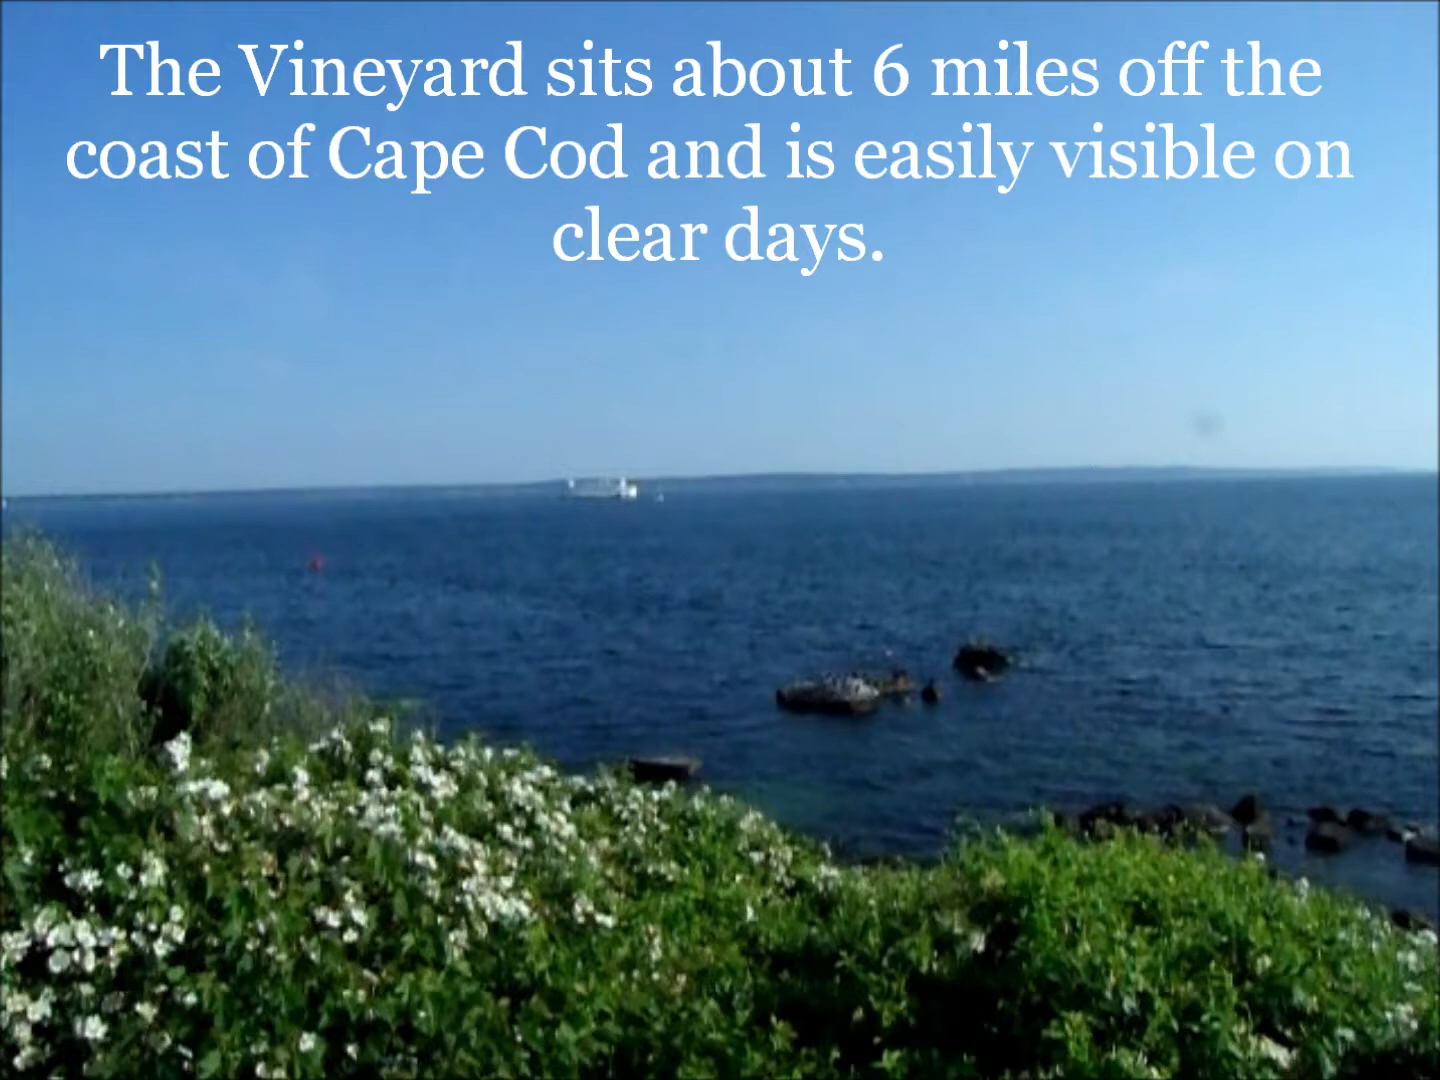 The Vineyard sits about 6 miles off the
coast of Cape Cod and is easily visible on
clear days.